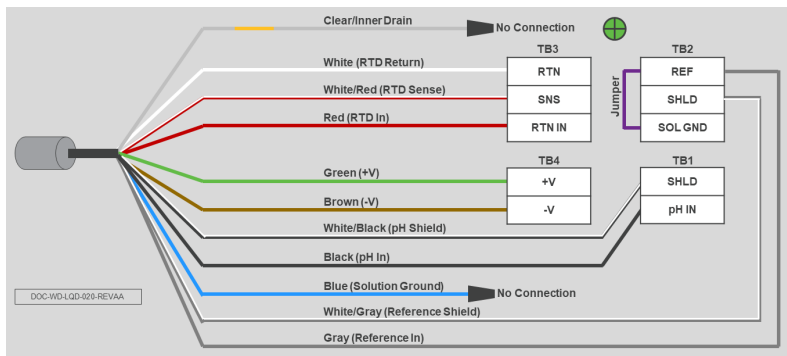 Clear/Inner Drain
No Connection
TB3
TB2
White (RTD Return)
RTN
REF
White/Red (RTD Sense)
SNS
Jumper
SHLD
Red (RTD In)
RTN IN
SOL GND
TB4
TB1
Green (+V)
+V
SHLD
Brown (-V)
-V
pH IN
White/Black (pH Shield)
Black (pH In)
Blue (Solution Ground)
No Connection
DOC-WD-LQD-020-REVAA
White/Gray (Reference Shield)
Gray (Reference In)